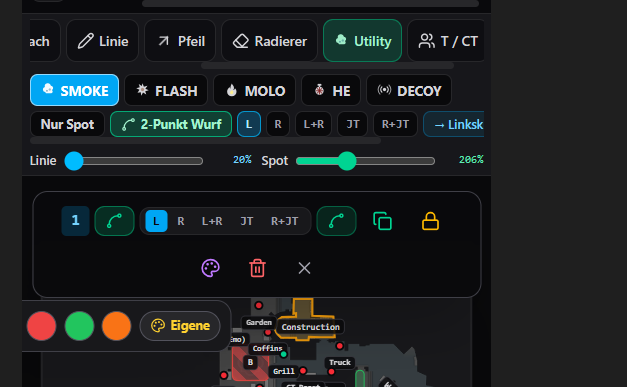 ach Linie Pfeil Radierer Utility T / CT
SMOKE FLASH MOLO HE DECOY
Nur Spot 2-Punkt Wurf L R L+R JT R+JT → Linksk
Linie 20% Spot 206%
1 L R L+R JT R+JT
Eigene
Garden
Construction
Coffins
B
Truck
Grill